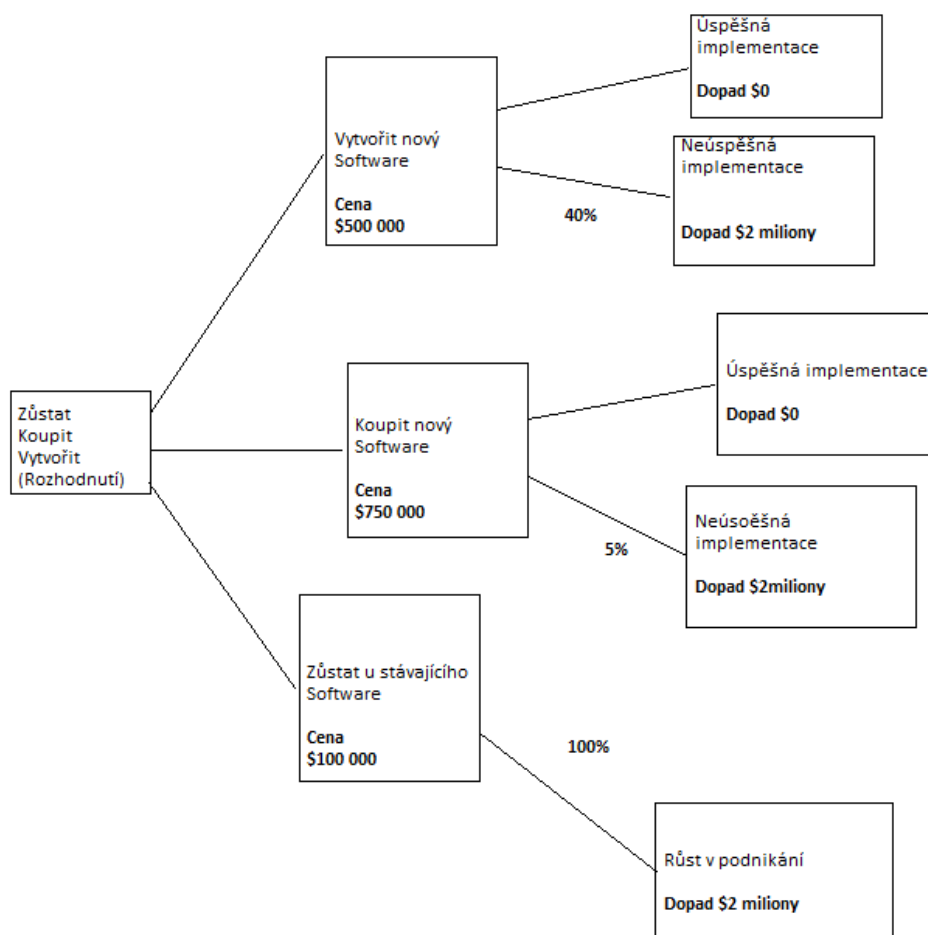 Úspěšná
implementace
Dopad $0
Vytvořit nový
Software
Cena
$500 000
Neúspěšná
implementace
40%
Dopad $2 miliony
Zůstat
Koupit
Vytvořit
(Rozhodnutí)
Koupit nový
Software
Cena
$750 000
Úspěšná implementace
Dopad $0
Neúsoěšná
implementace
5%
Dopad $2miliony
Zůstat u stávajícího
Software
Cena
$100 000
100%
Růst v podnikání
Dopad $2 miliony